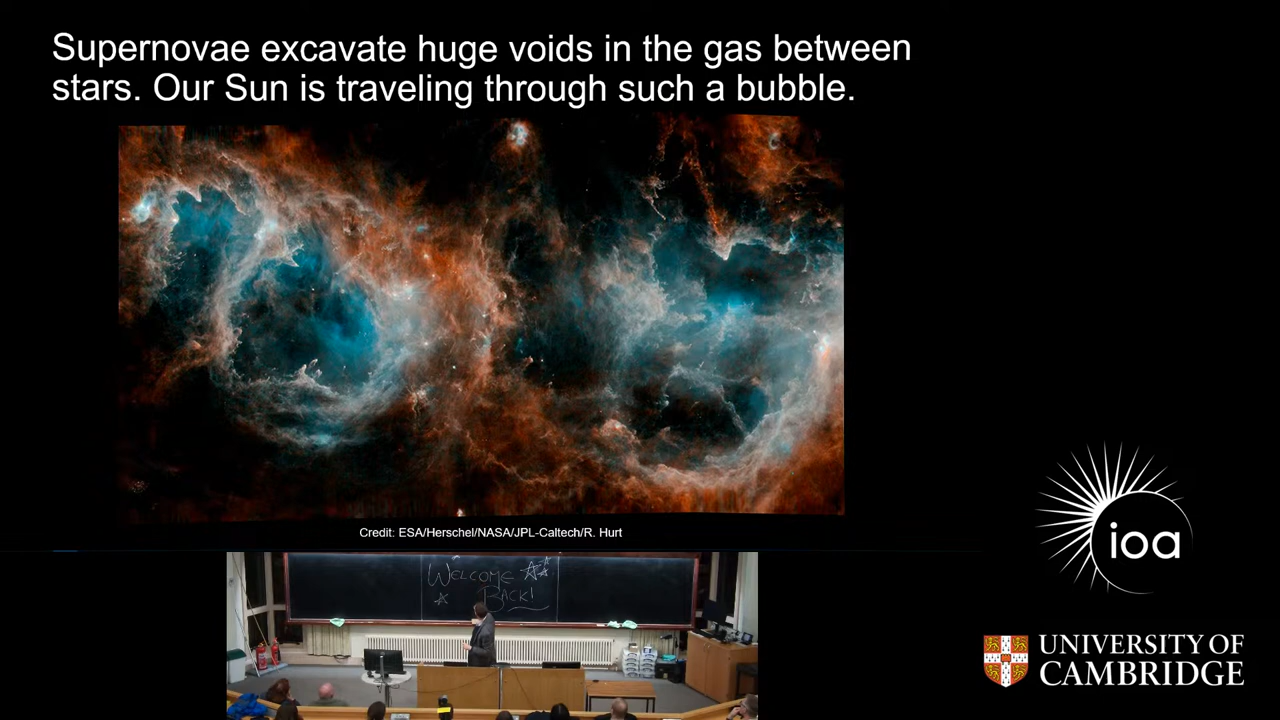 Supernovae excavate huge voids in the gas between
stars. Our Sun is traveling through such a bubble.
Credit: ESA/Herschel/NASA/JPL-Caltech/R. Hurt
WELCOME
BACK!
ioa
UNIVERSITY OF
CAMBRIDGE